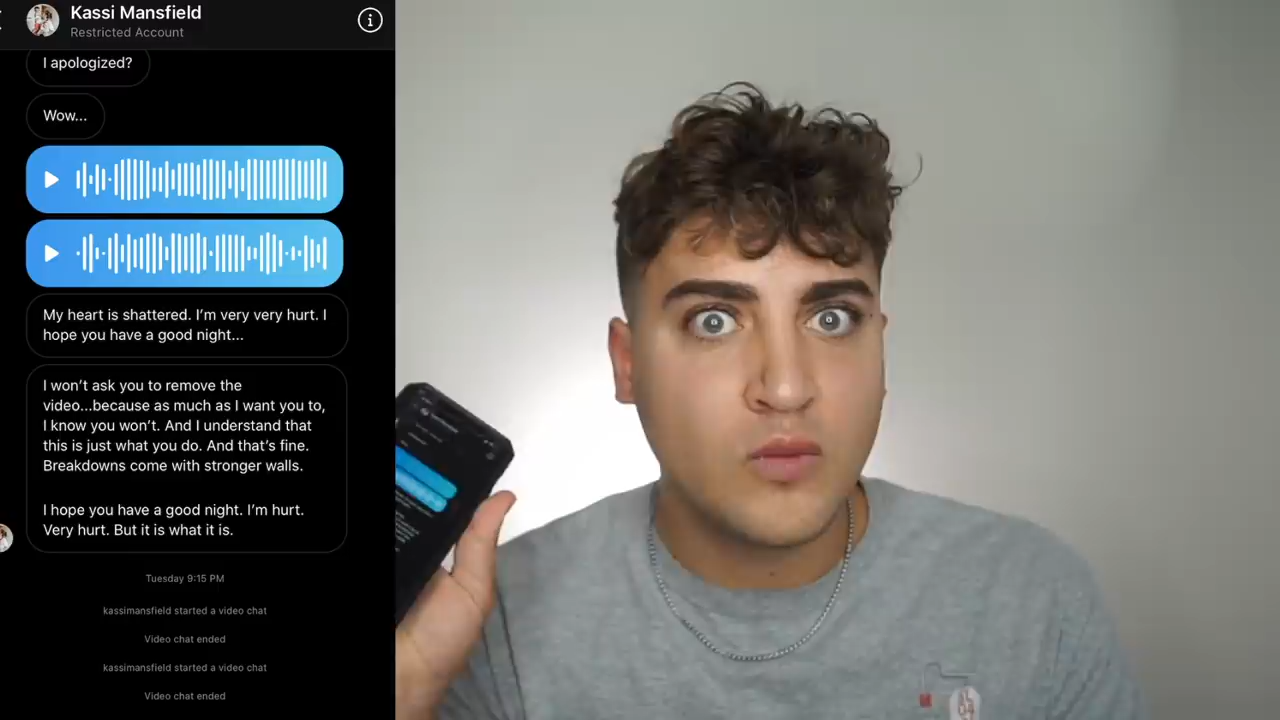 Kassi Mansfield
Restricted Account
I apologized?
Wow...
My heart is shattered. I’m very very hurt. I
hope you have a good night...
I won’t ask you to remove the
video...because as much as I want you to,
I know you won’t. And I understand that
this is just what you do. And that’s fine.
Breakdowns come with stronger walls.
I hope you have a good night. I’m hurt.
Very hurt. But it is what it is.
Tuesday 9:15 PM
kassimansfield started a video chat
Video chat ended
kassimansfield started a video chat
Video chat ended